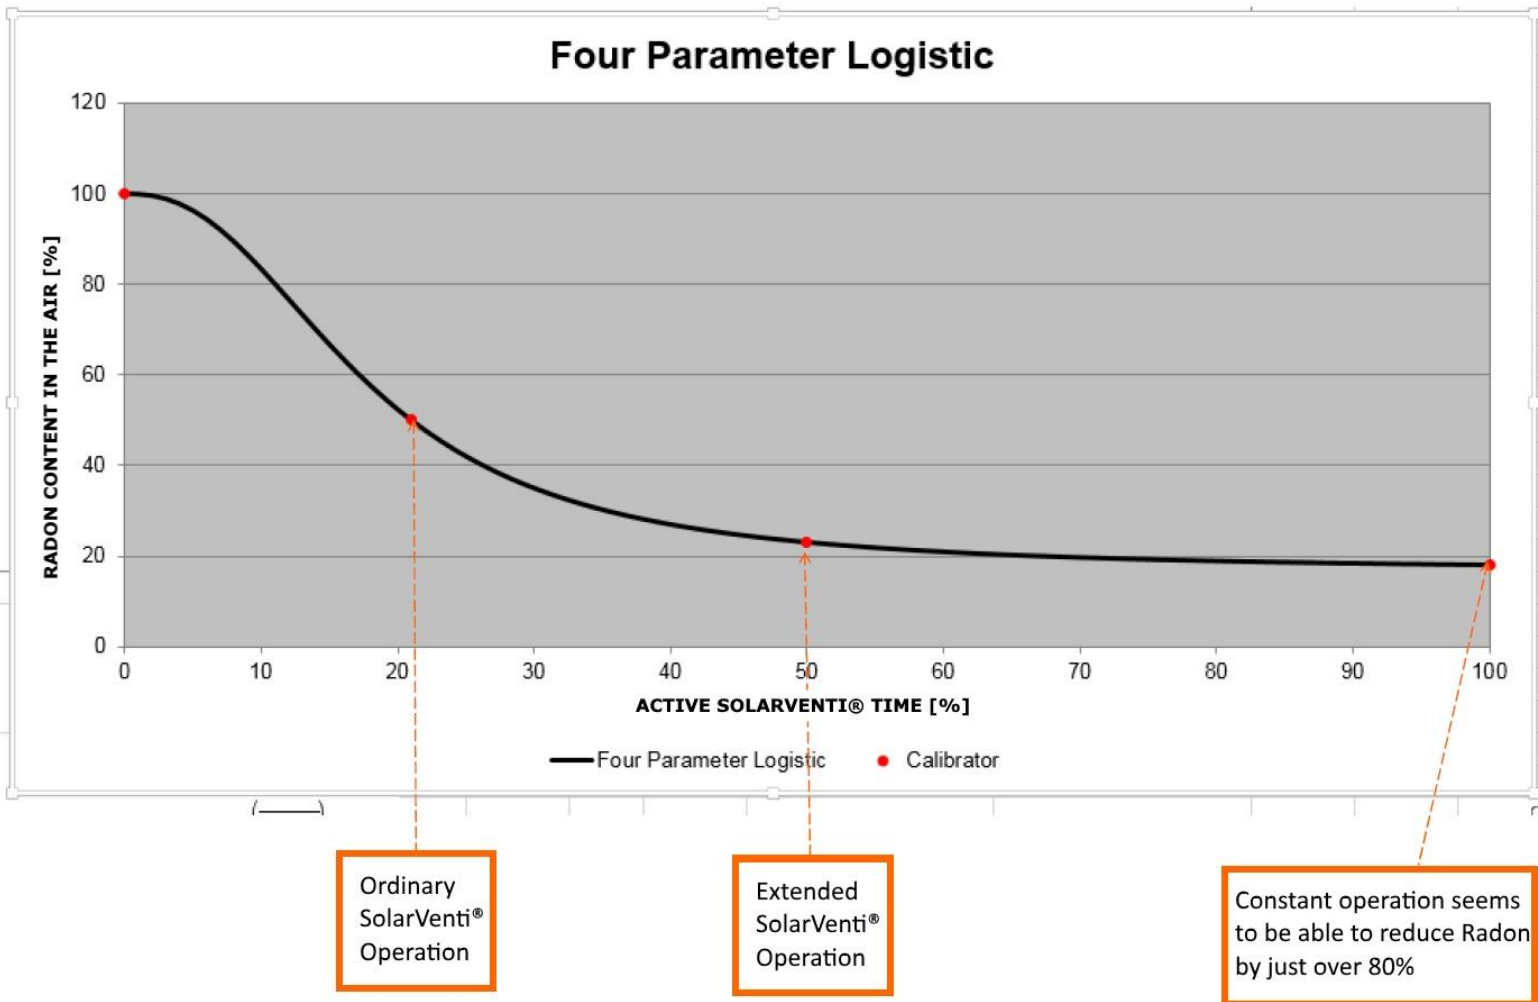 Four Parameter Logistic
120
100
80
60
40
20
0
RADON CONTENT IN THE AIR [%]
0 10 20 30 40 50 60 70 80 90 100
ACTIVE SOLARVENTI® TIME [%]
Four Parameter Logistic Calibrator
Ordinary
SolarVenti®
Operation
Extended
SolarVenti®
Operation
Constant operation seems
to be able to reduce Radon
by just over 80%